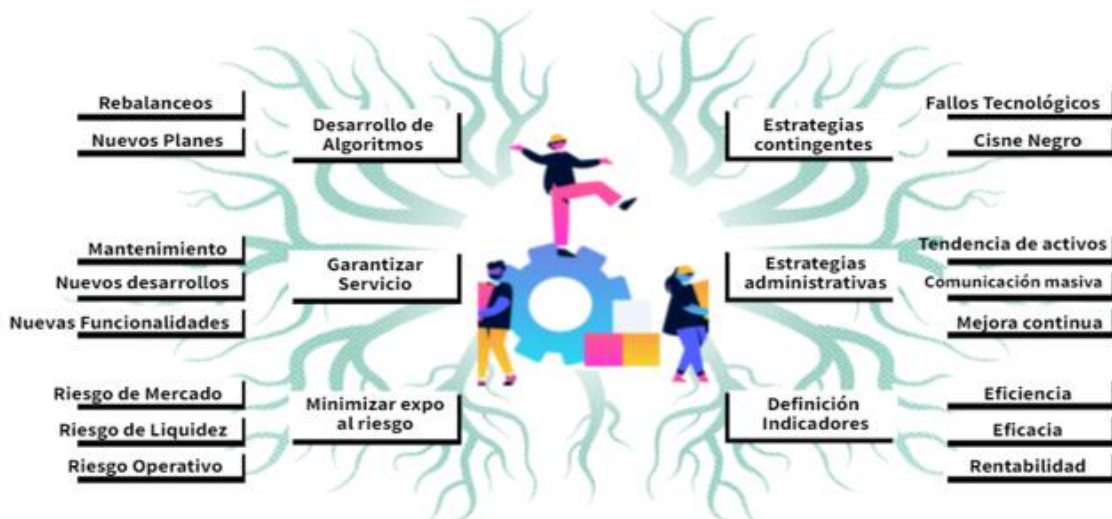 Rebalanceos
Nuevos Planes
Desarrollo de
Algoritmos
Mantenimiento
Nuevos desarrollos
Nuevas Funcionalidades
Garantizar
Servicio
Riesgo de Mercado
Riesgo de Liquidez
Riesgo Operativo
Minimizar expo
al riesgo
Estrategias
contingentes
Fallos Tecnológicos
Cisne Negro
Estrategias
administrativas
Tendencia de activos
Comunicación masiva
Mejora continua
Definición
Indicadores
Eficiencia
Eficacia
Rentabilidad